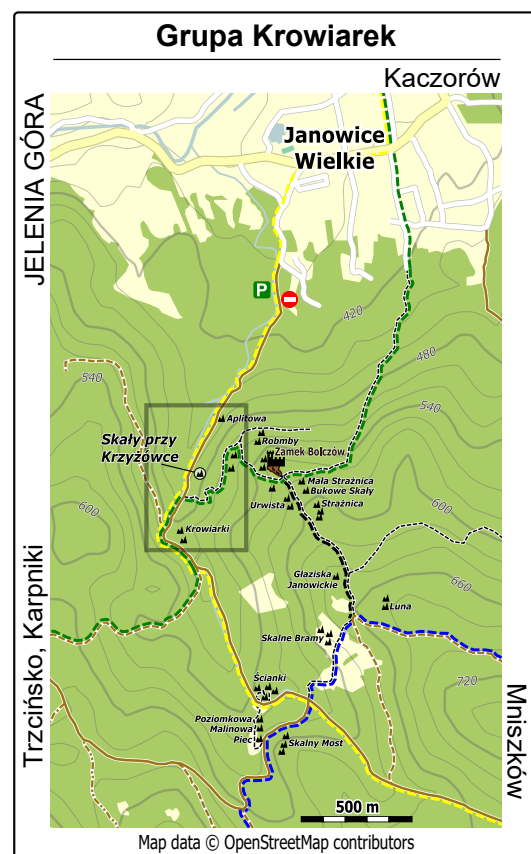 Grupa Krowiarek
Kaczorów
JELENIA GÓRA
Janowice
Wielkie
P
420
480
540
540
Aplitowa
Skały przy
Krzyżówce
Robmby
Zamek Bolczów
Mała Strażnica
Bukowe Skały
Urwista
Strażnica
600
600
Krowiarki
Głaziska
Janowickie
660
Luna
Trzcińsko, Karpniki
Skalne Bramy
Ścianki
720
Mniszków
Poziomkowa
Malinowa
Piec
Skalny Most
500 m
Map data © OpenStreetMap contributors